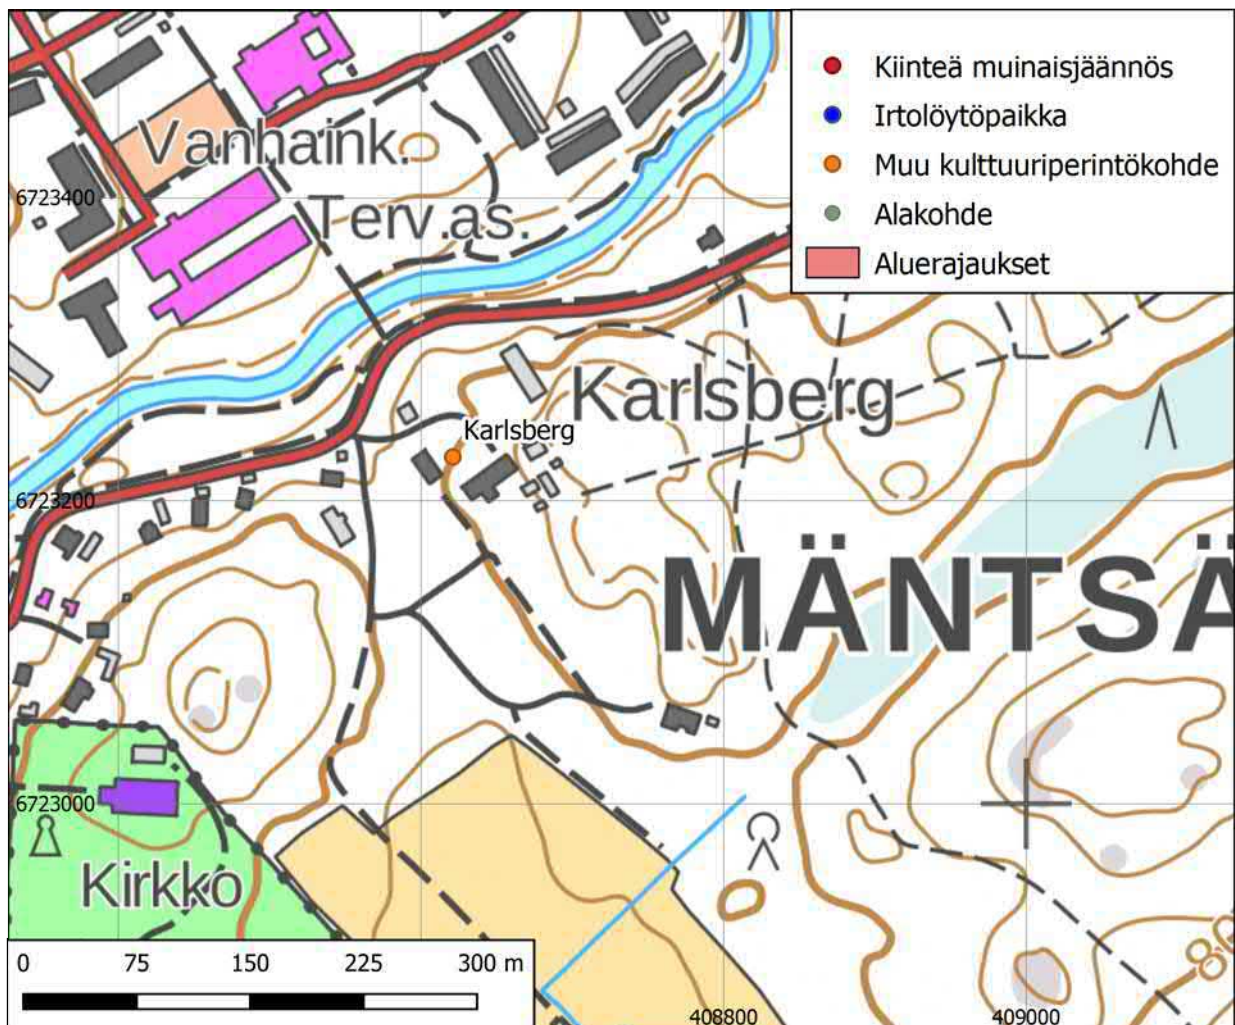 Kiinteä muinaisjäännös
Irtolöytöpaikka
Muu kulttuuriperintökohde
Alakohde
Aluerajaukset
Vanhaink.
6723400
Terv.as.
Karlsberg
Karlsberg
6723200
MÄNTSÄ
6723000
Kirkko
80
0 75 150 225 300 m
408800
409000